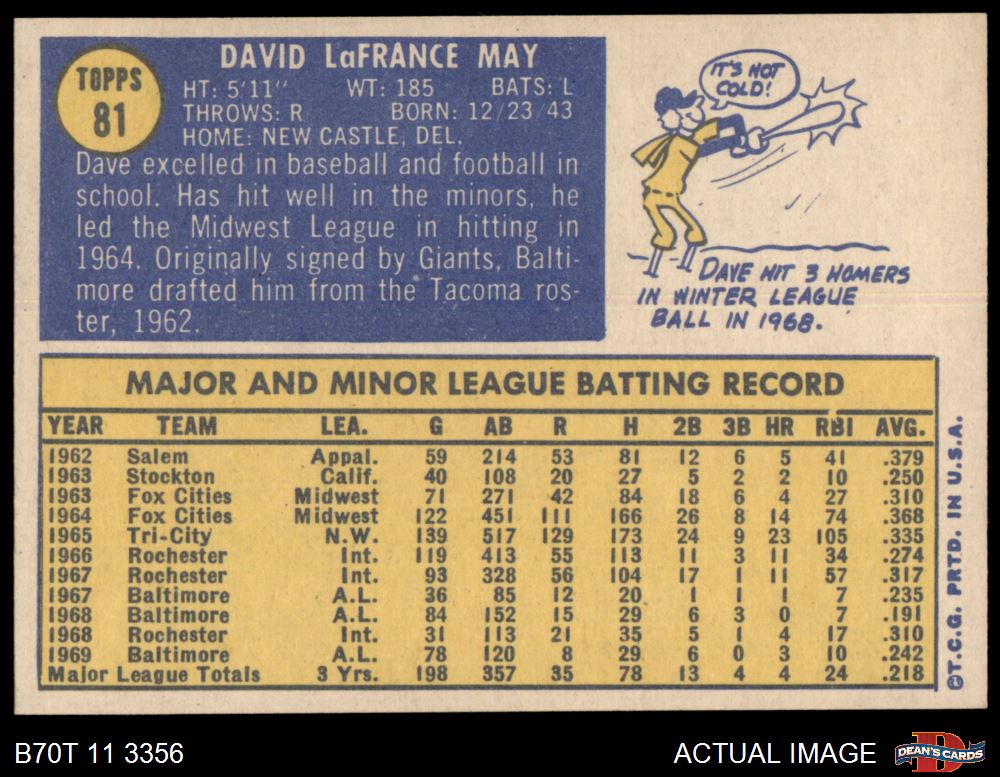 TOPPS
81
DAVID LaFRANCE MAY
HT: 5'11" WT: 185 BATS: L
THROWS: R BORN: 12/23/43
HOME: NEW CASTLE, DEL.
Dave excelled in baseball and football in
school. Has hit well in the minors, he
led the Midwest League in hitting in
1964. Originally signed by Giants, Balti-
more drafted him from the Tacoma ros-
ter, 1962.
IT'S HOT
COLD!
DAVE HIT 3 HOMERS
IN WINTER LEAGUE
BALL IN 1968.
MAJOR AND MINOR LEAGUE BATTING RECORD
YEAR TEAM LEA. G AB R H 2B 3B HR RBI AVG.
1962 Salem Appal. 59 214 53 81 12 6 5 41 .379
1963 Stockton Calif. 40 108 20 27 5 2 2 10 .250
1963 Fox Cities Midwest 71 271 42 84 18 6 4 27 .310
1964 Fox Cities Midwest 122 451 111 166 26 8 14 74 .368
1965 Tri-City N.W. 139 517 129 173 24 9 23 105 .335
1966 Rochester Int. 119 413 55 113 11 3 11 34 .274
1967 Rochester Int. 93 328 56 104 17 1 11 57 .317
1967 Baltimore A.L. 36 85 12 20 1 1 1 7 .235
1968 Baltimore A.L. 84 152 15 29 6 3 0 7 .191
1968 Rochester Int. 31 113 21 35 5 1 4 17 .310
1969 Baltimore A.L. 78 120 8 29 6 0 3 10 .242
Major League Totals 3 Yrs. 198 357 35 78 13 4 4 24 .218
©T.C.G. PRTD. IN U.S.A.
B70T 11 3356
ACTUAL IMAGE
DEAN'S CARDS